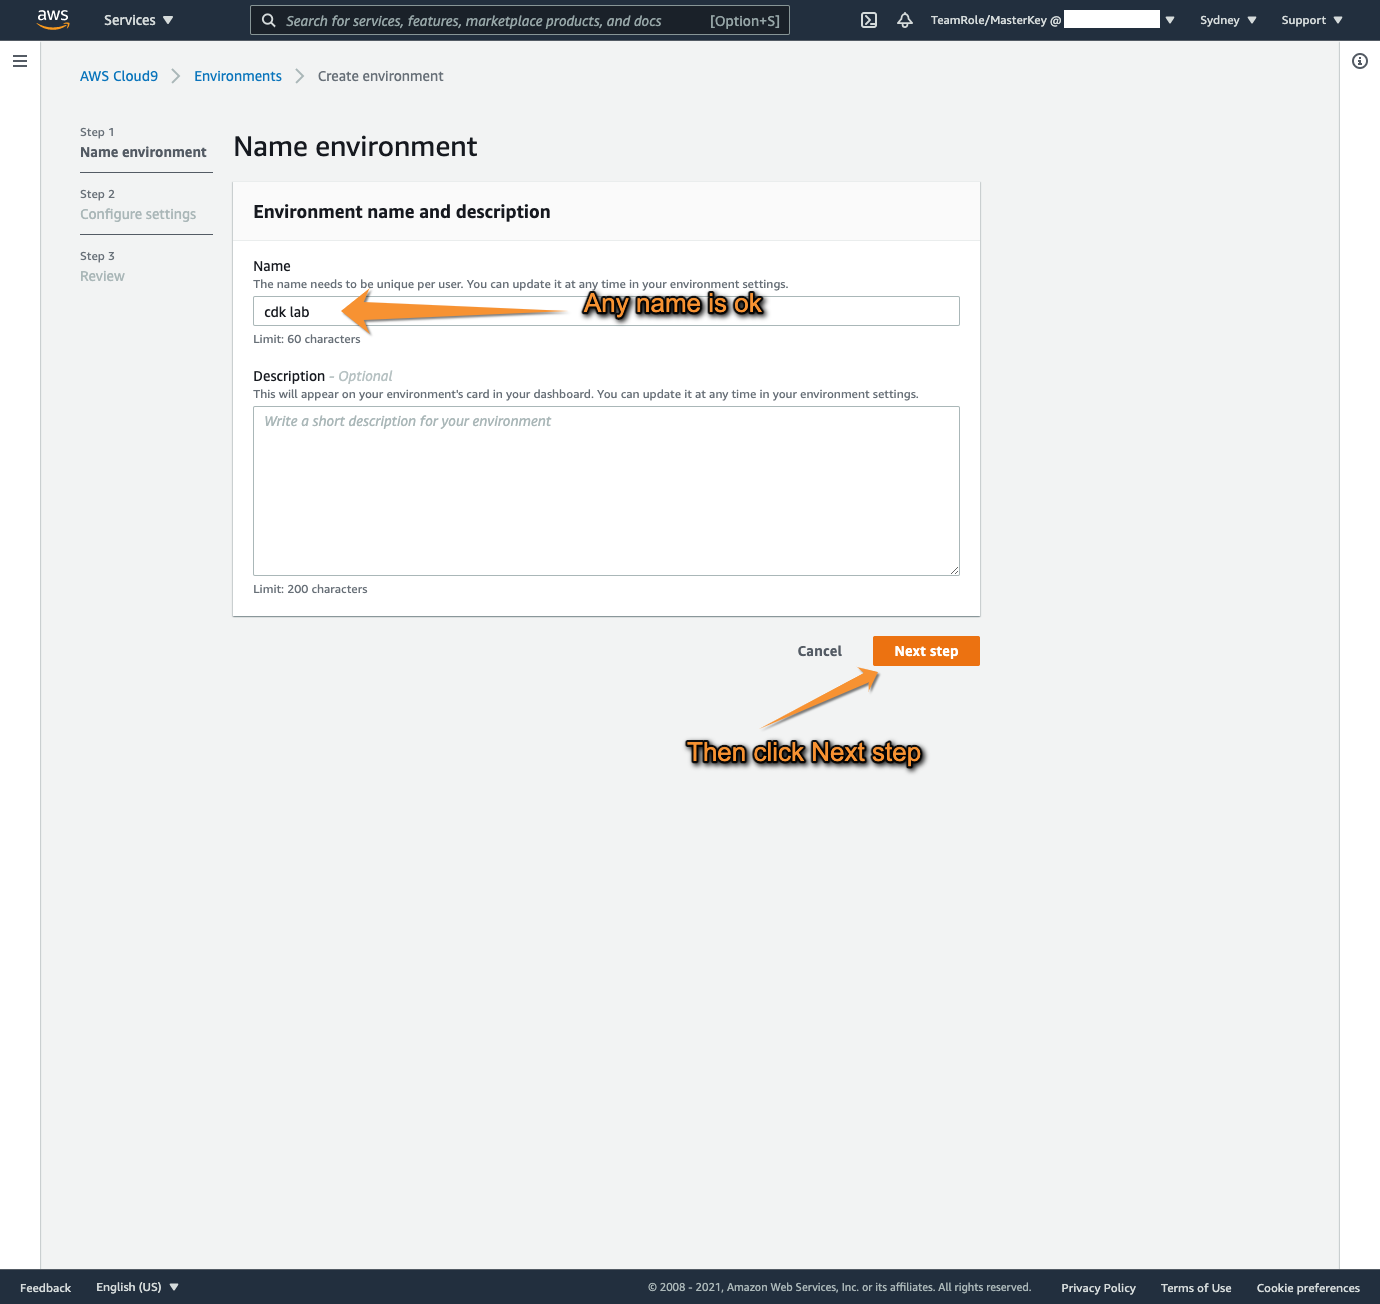 aws
Services
Search for services, features, marketplace products, and docs [Option+S]
TeamRole/MasterKey @
Sydney
Support
AWS Cloud9 Environments Create environment
Step 1
Name environment
Step 2
Configure settings
Step 3
Review
Name environment
Environment name and description
Name
The name needs to be unique per user. You can update it at any time in your environment settings.
cdk lab
Any name is ok
Limit: 60 characters
Description - Optional
This will appear on your environment's card in your dashboard. You can update it at any time in your environment settings.
Write a short description for your environment
Limit: 200 characters
Cancel Next step
Then click Next step
Feedback English (US) © 2008 - 2021, Amazon Web Services, Inc. or its affiliates. All rights reserved. Privacy Policy Terms of Use Cookie preferences